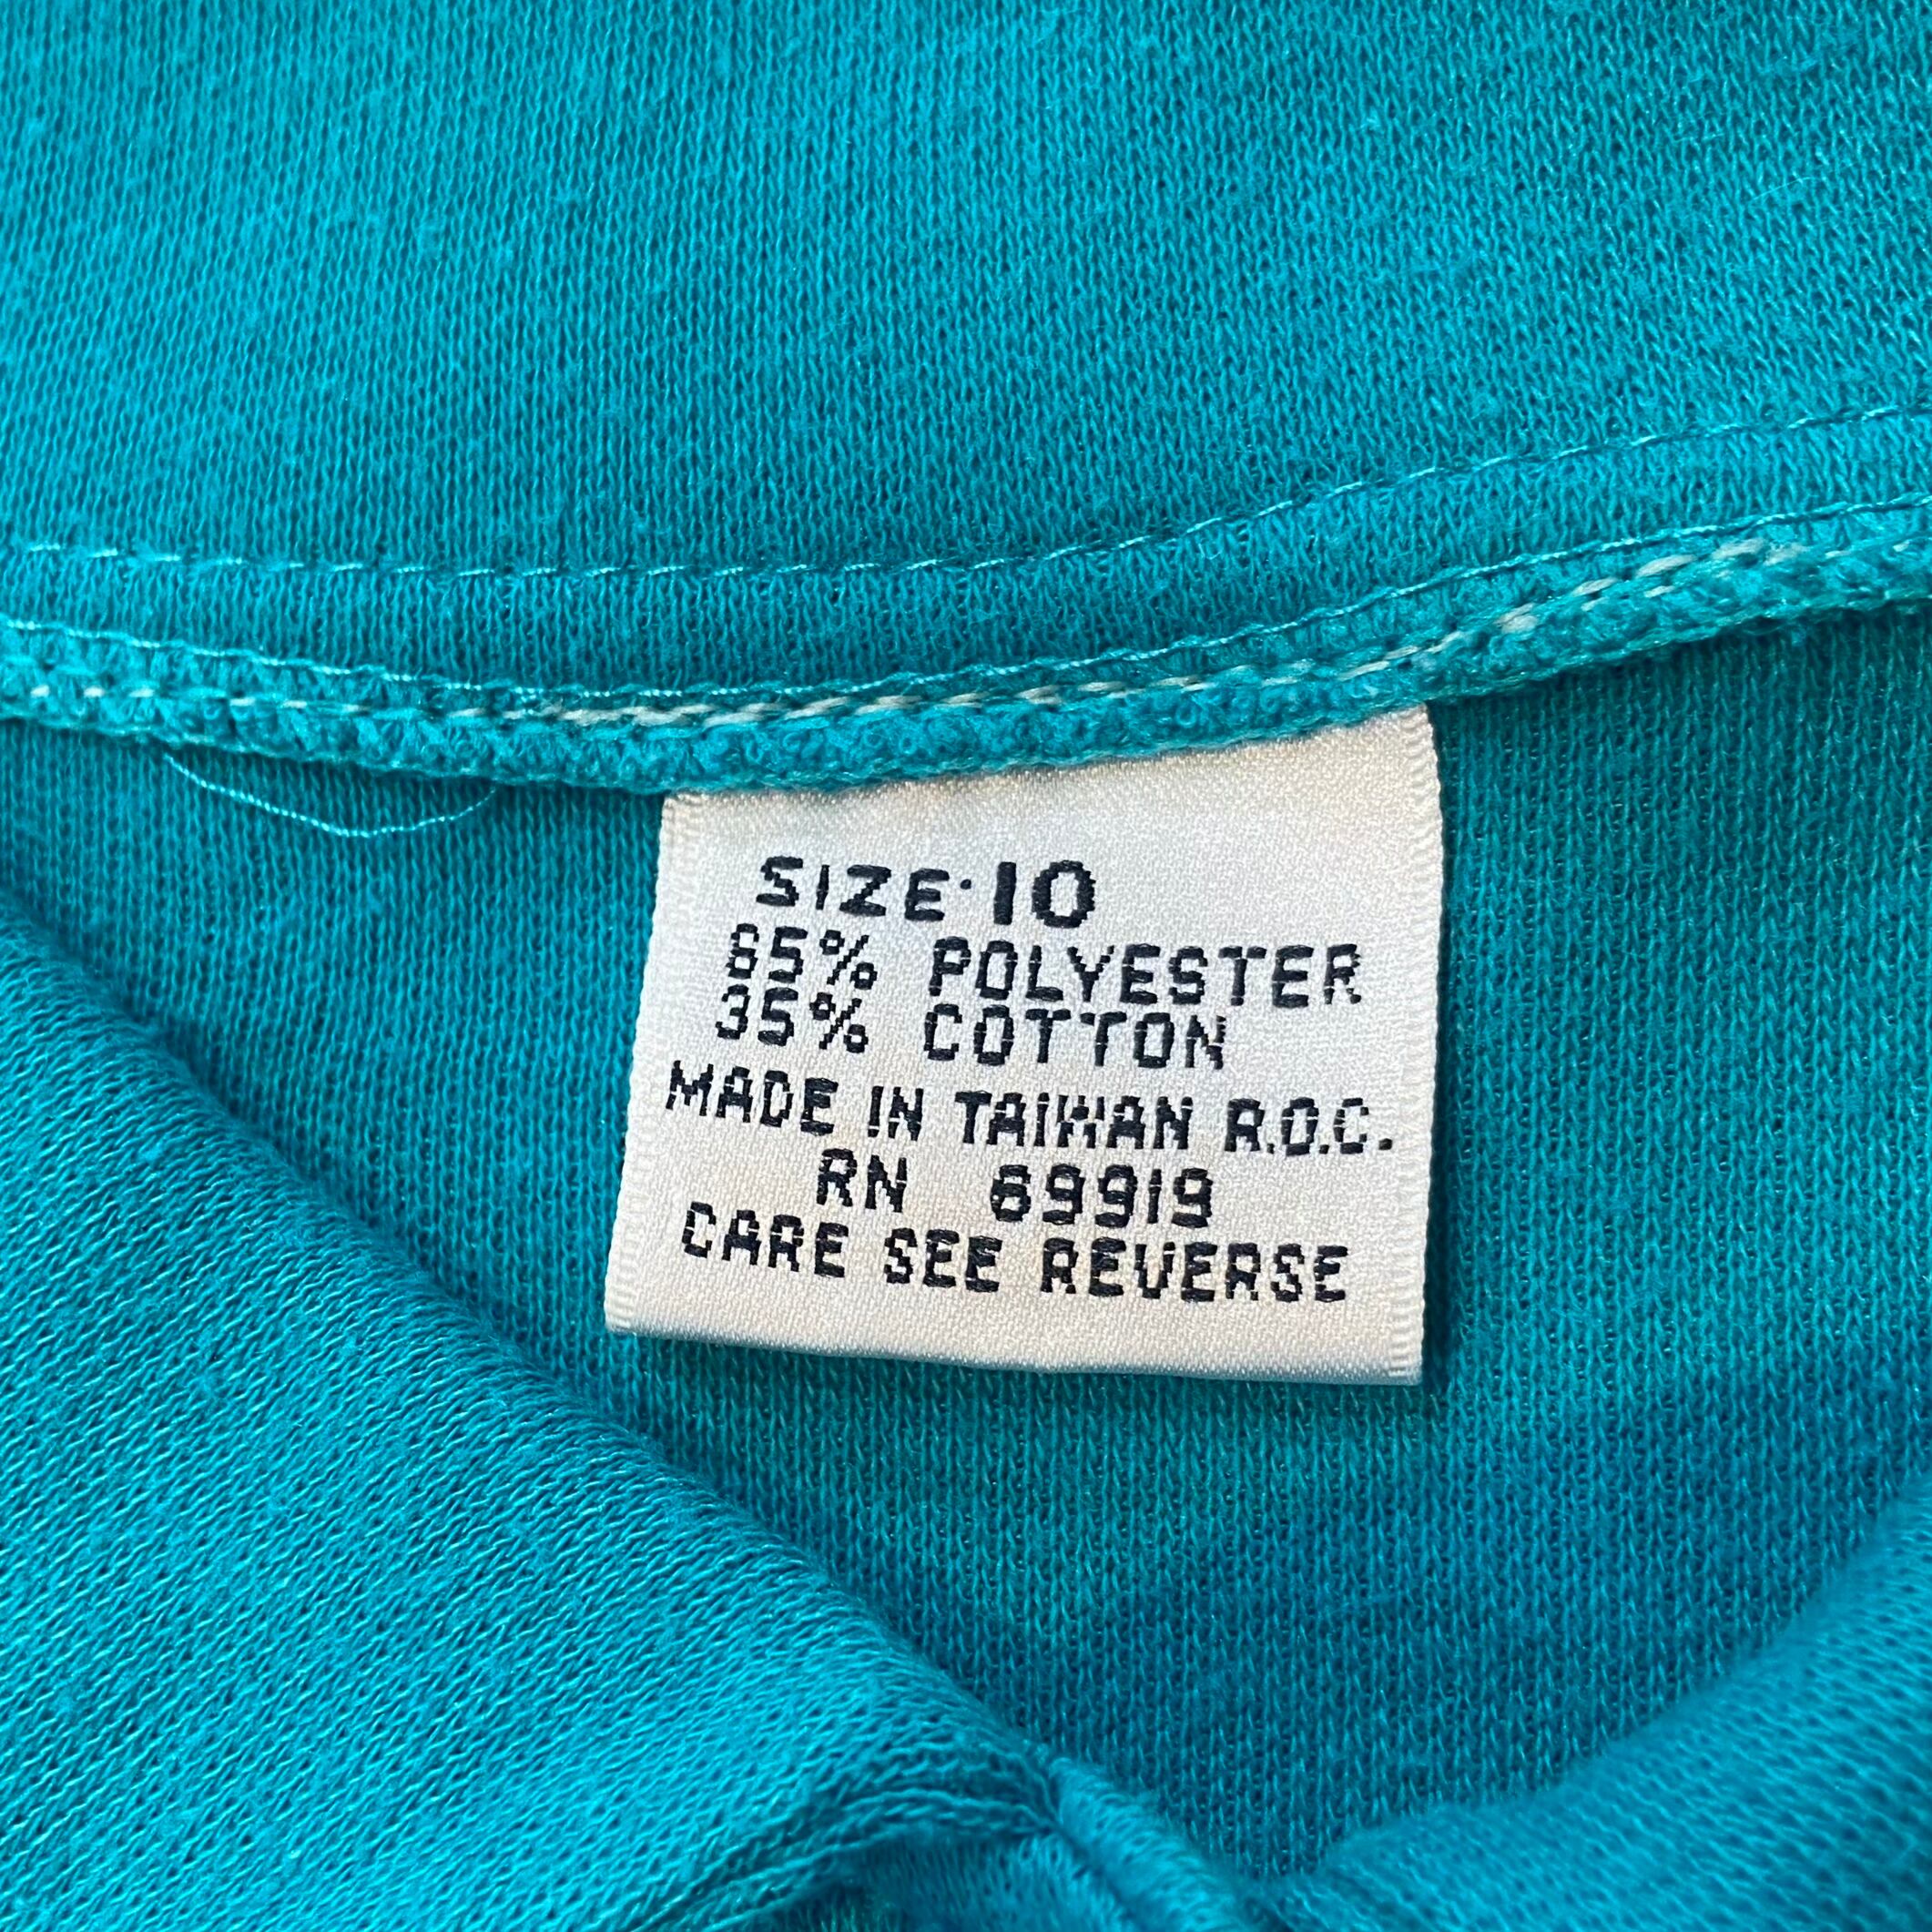 SIZE·10
65% POLYESTER
35% COTTON
MADE IN TAIWAN R.O.C.
RN 69919
CARE SEE REVERSE